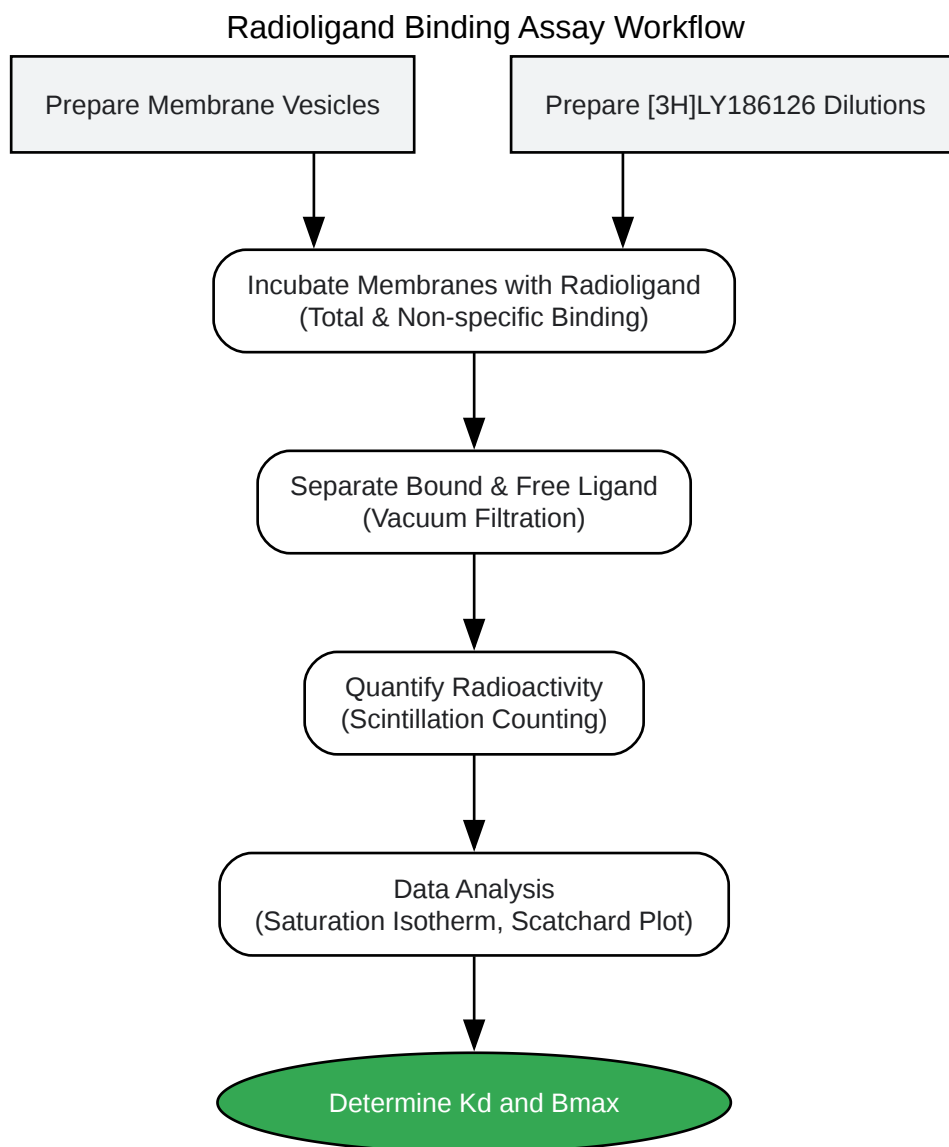 Radioligand Binding Assay Workflow
Prepare Membrane Vesicles
Prepare [3H]LY186126 Dilutions
Incubate Membranes with Radioligand
(Total & Non-specific Binding)
Separate Bound & Free Ligand
(Vacuum Filtration)
Quantify Radioactivity
(Scintillation Counting)
Data Analysis
(Saturation Isotherm, Scatchard Plot)
Determine Kd and Bmax